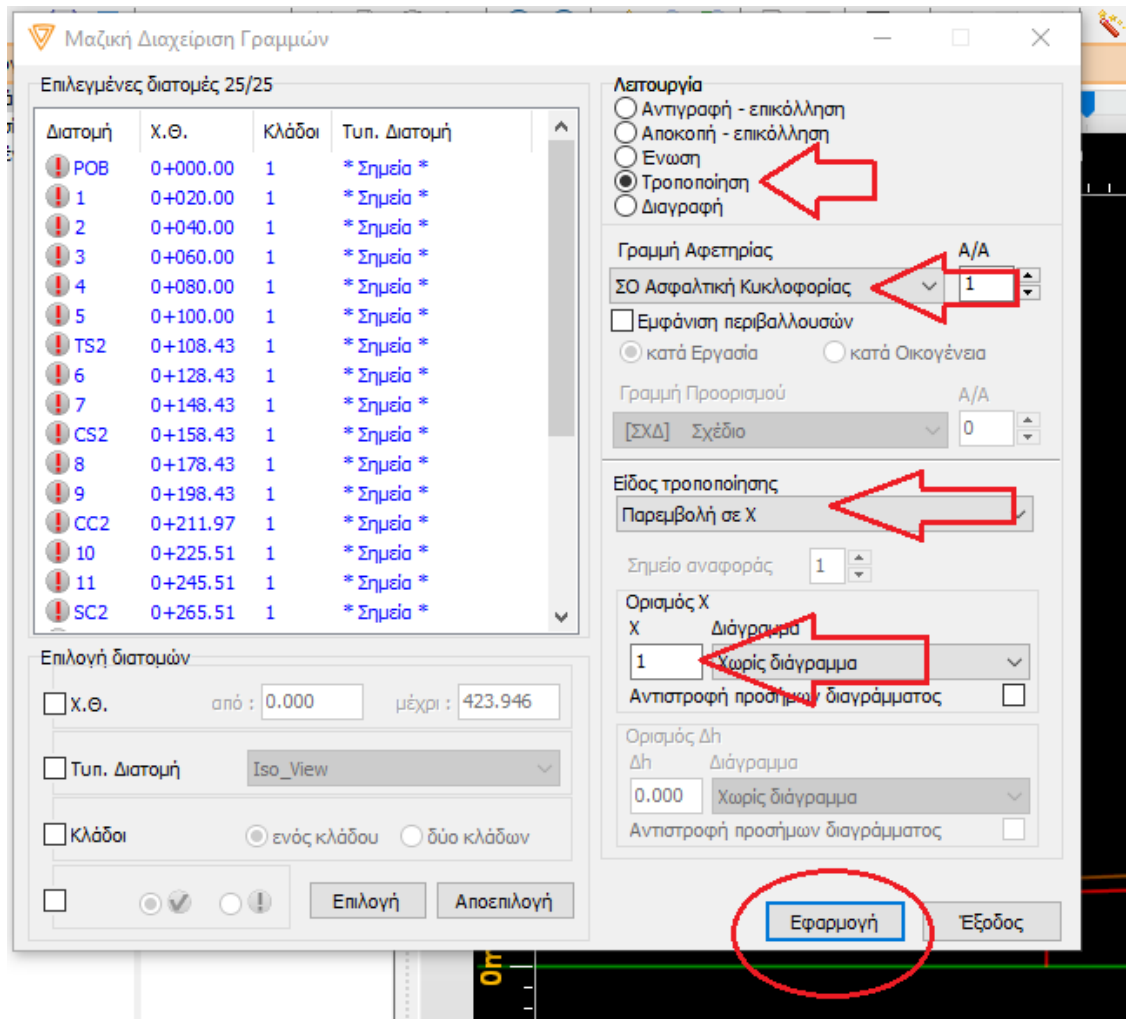 Μαζική Διαχείριση Γραμμών
Επιλεγμένες διατομές 25/25
Διατομή Χ.Θ. Κλάδοι Τυπ. Διατομή
POB 0+000.00 1 * Σημεία *
1 0+020.00 1 * Σημεία *
2 0+040.00 1 * Σημεία *
3 0+060.00 1 * Σημεία *
4 0+080.00 1 * Σημεία *
5 0+100.00 1 * Σημεία *
TS2 0+108.43 1 * Σημεία *
6 0+128.43 1 * Σημεία *
7 0+148.43 1 * Σημεία *
CS2 0+158.43 1 * Σημεία *
8 0+178.43 1 * Σημεία *
9 0+198.43 1 * Σημεία *
CC2 0+211.97 1 * Σημεία *
10 0+225.51 1 * Σημεία *
11 0+245.51 1 * Σημεία *
SC2 0+265.51 1 * Σημεία *
Επιλογή διατομών
Χ.Θ. από : 0.000 μέχρι : 423.946
Τυπ. Διατομή Iso_View
Κλάδοι ενός κλάδου δύο κλάδων
Επιλογή Αποεπιλογή
Λειτουργία
Αντιγραφή - επικόλληση
Αποκοπή - επικόλληση
Ένωση
Τροποποίηση
Διαγραφή
Γραμμή Αφετηρίας Α/Α
ΣΟ Ασφαλτική Κυκλοφορίας 1
Εμφάνιση περιβαλλουσών
κατά Εργασία κατά Οικογένεια
Γραμμή Προορισμού Α/Α
[ΣΧΔ] Σχέδιο 0
Είδος τροποποίησης
Παρεμβολή σε Χ
Σημείο αναφοράς 1
Ορισμός Χ
Χ Διάγραμμα
1 Χωρίς διάγραμμα
Αντιστροφή προσήμων διαγράμματος
Ορισμός Δh
Δh Διάγραμμα
0.000 Χωρίς διάγραμμα
Αντιστροφή προσήμων διαγράμματος
Εφαρμογή Έξοδος
0m